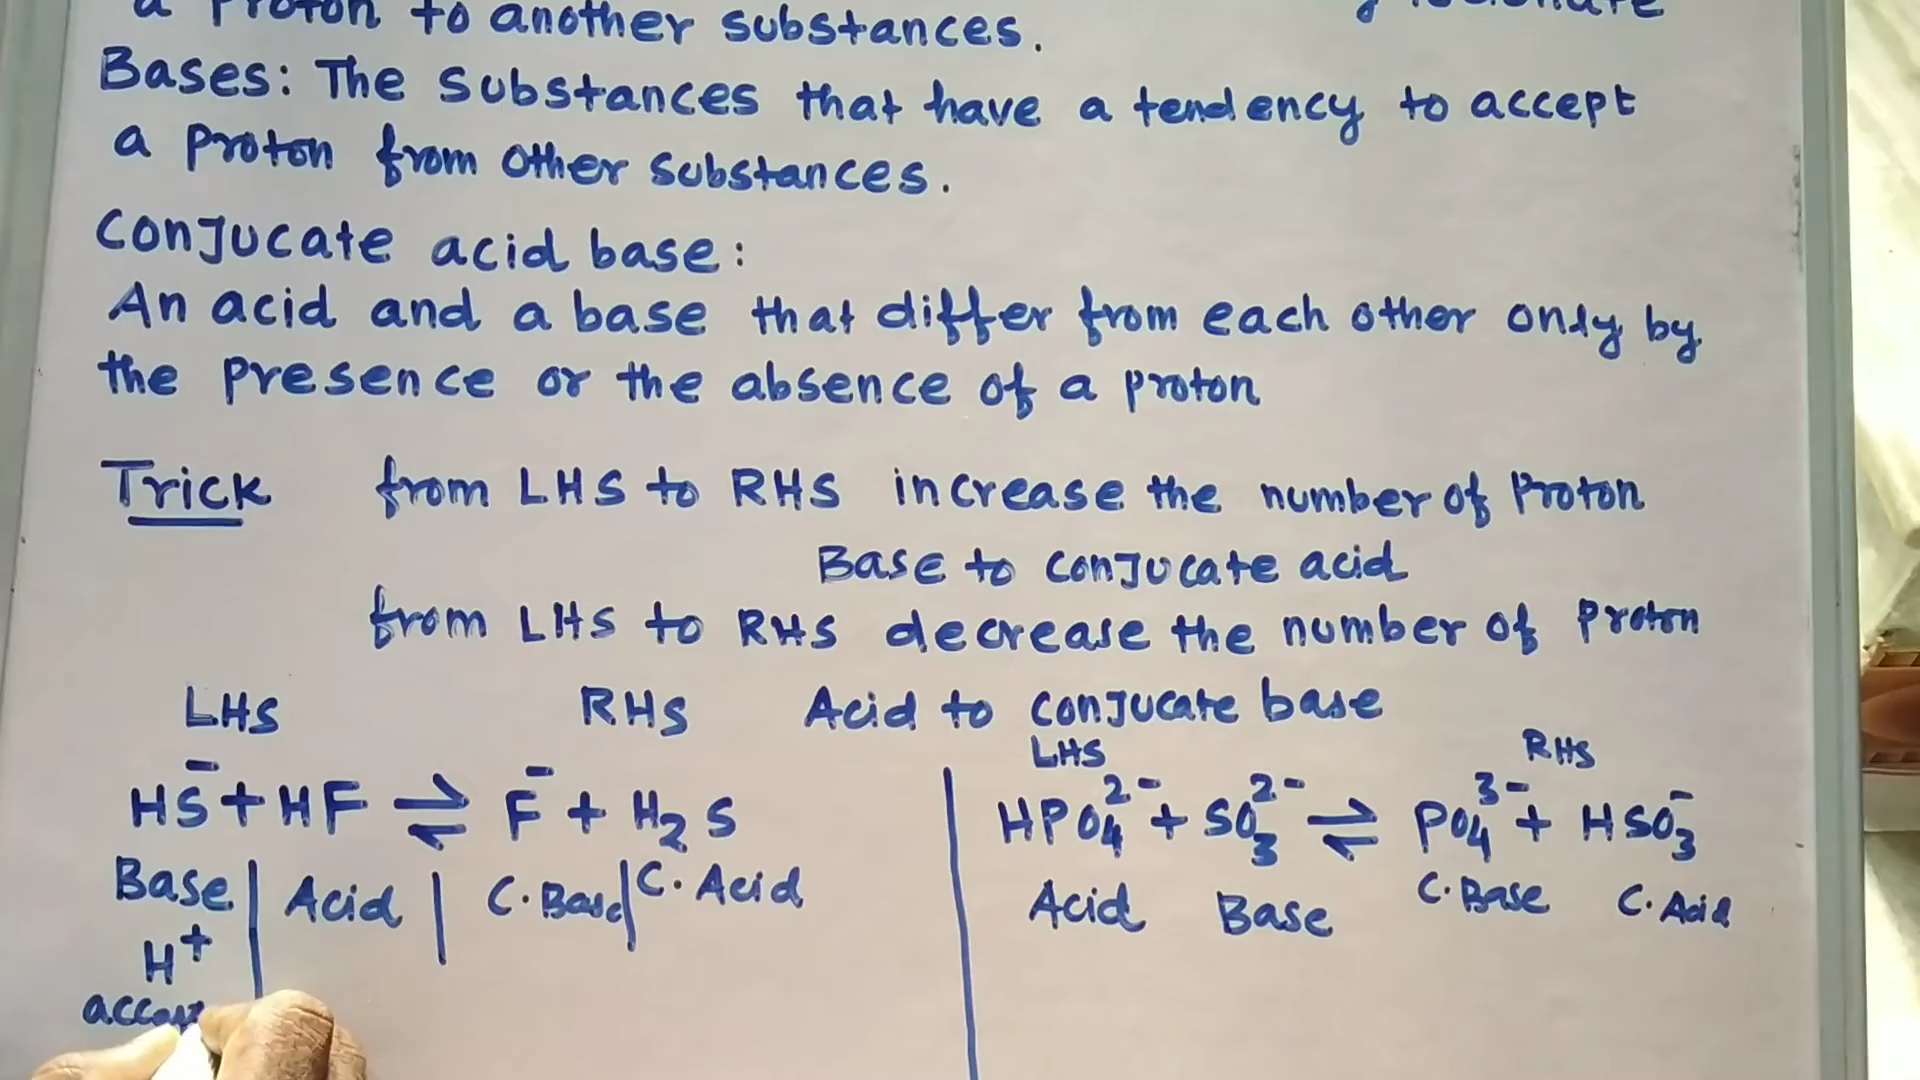 a Proton to another substances.
Bases: The substances that have a tendency to accept
a proton from other substances.
Conjucate acid base:
An acid and a base that differ from each other only by
the presence or the absence of a proton
Trick from LHS to RHS increase the number of Proton
Base to conjucate acid
from LHS to RHS decrease the number of Proton
Acid to conjucate base
LHS RHS
HS⁻ + HF ⇌ F⁻ + H₂S
Base | Acid | C. Base | C. Acid
H⁺
LHS RHS
HPO₄²⁻ + SO₃²⁻ ⇌ PO₄³⁻ + HSO₃⁻
Acid Base C. Base C. Acid